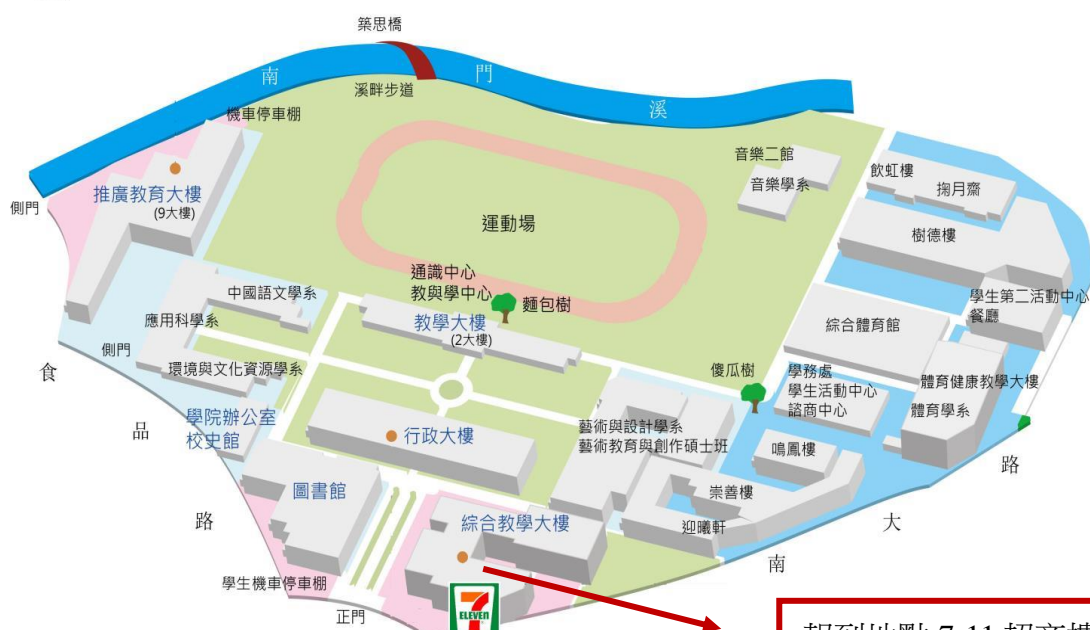 築思橋
南
門
溪
溪畔步道
機車停車棚
推廣教育大樓
(9大樓)
側門
音樂二館
音樂學系
飲虹樓
掬月齋
樹德樓
運動場
通識中心
教與學中心
麵包樹
教學大樓
(2大樓)
中國語文學系
應用科學系
側門
環境與文化資源學系
學生第二活動中心
餐廳
綜合體育館
體育健康教學大樓
體育學系
傻瓜樹
學務處
學生活動中心
諮商中心
食
品
路
學院辦公室
校史館
行政大樓
藝術與設計學系
藝術教育與創作碩士班
鳴鳳樓
崇善樓
迎曦軒
圖書館
綜合教學大樓
南
大
路
學生機車停車棚
正門
7
ELEVEN